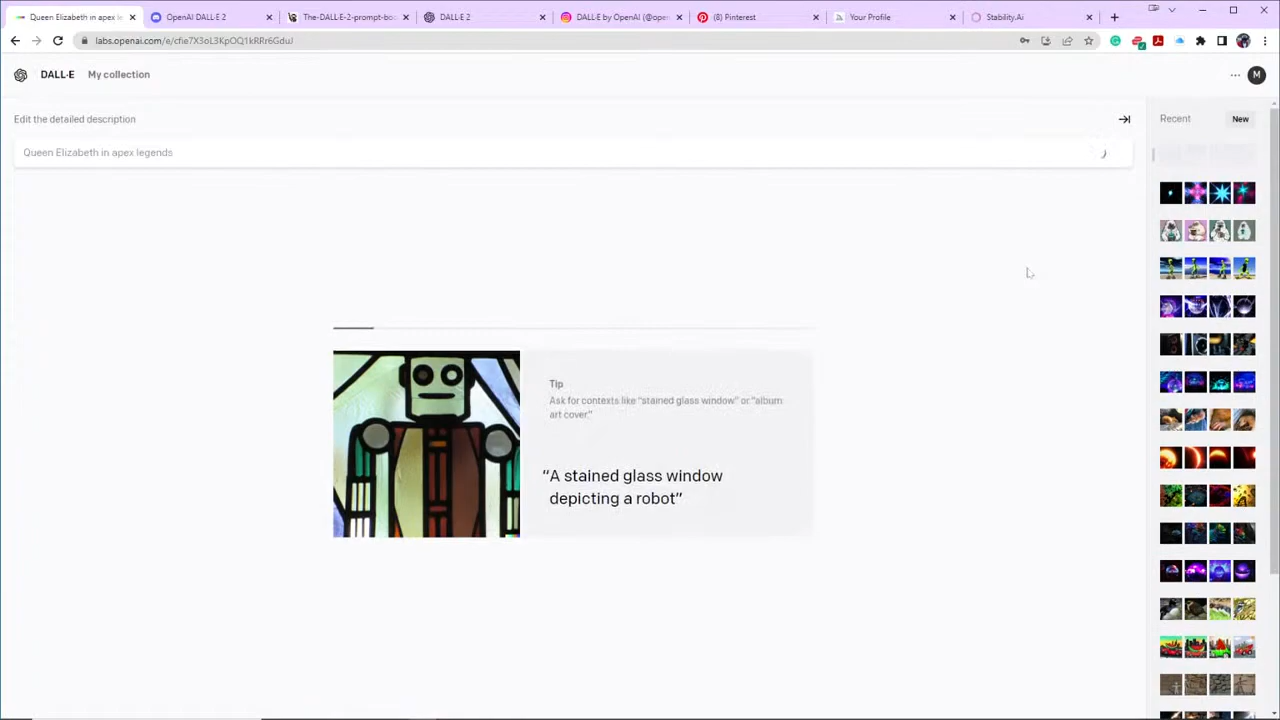 Queen Elizabeth in apex le
OpenAI DALL·E 2
The-DALL·E-2-prompt-bo
DALL·E
DALL·E by OpenAI (@open
(3) Pinterest
Your Profile
Stability.Ai
labs.openai.com/e/cfie7X3oL3KpOQ1kRRr6GduJ
DALL·E
My collection
M
Edit the detailed description
Recent
New
Queen Elizabeth in apex legends
Tip
Ask for contexts like "stained glass window" or "album
art cover."
“A stained glass window
depicting a robot”